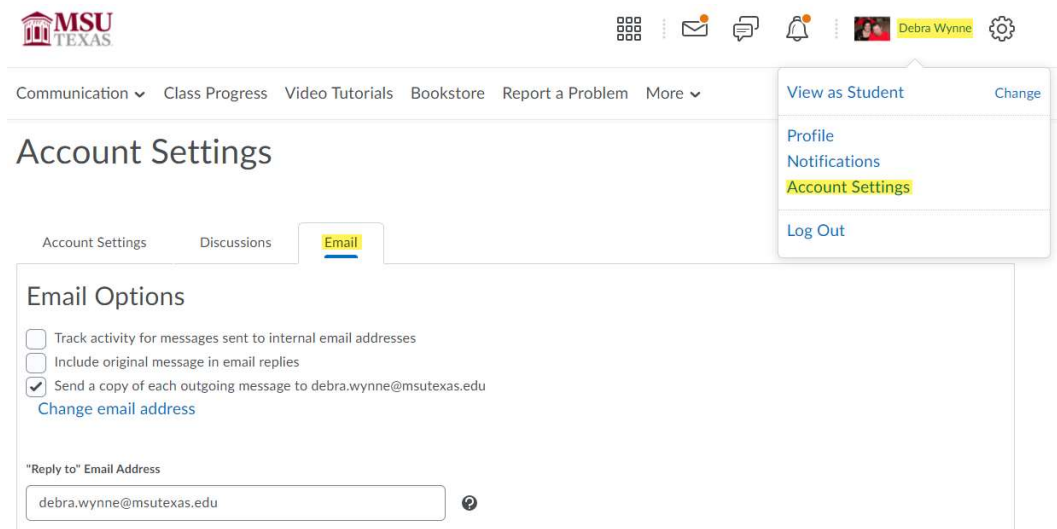 MSU
TEXAS
Debra Wynne
Communication Class Progress Video Tutorials Bookstore Report a Problem More
View as Student Change
Profile
Notifications
Account Settings
Log Out
Account Settings
Account Settings Discussions Email
Email Options
Track activity for messages sent to internal email addresses
Include original message in email replies
Send a copy of each outgoing message to debra.wynne@msutexas.edu
Change email address
"Reply to" Email Address
debra.wynne@msutexas.edu
?